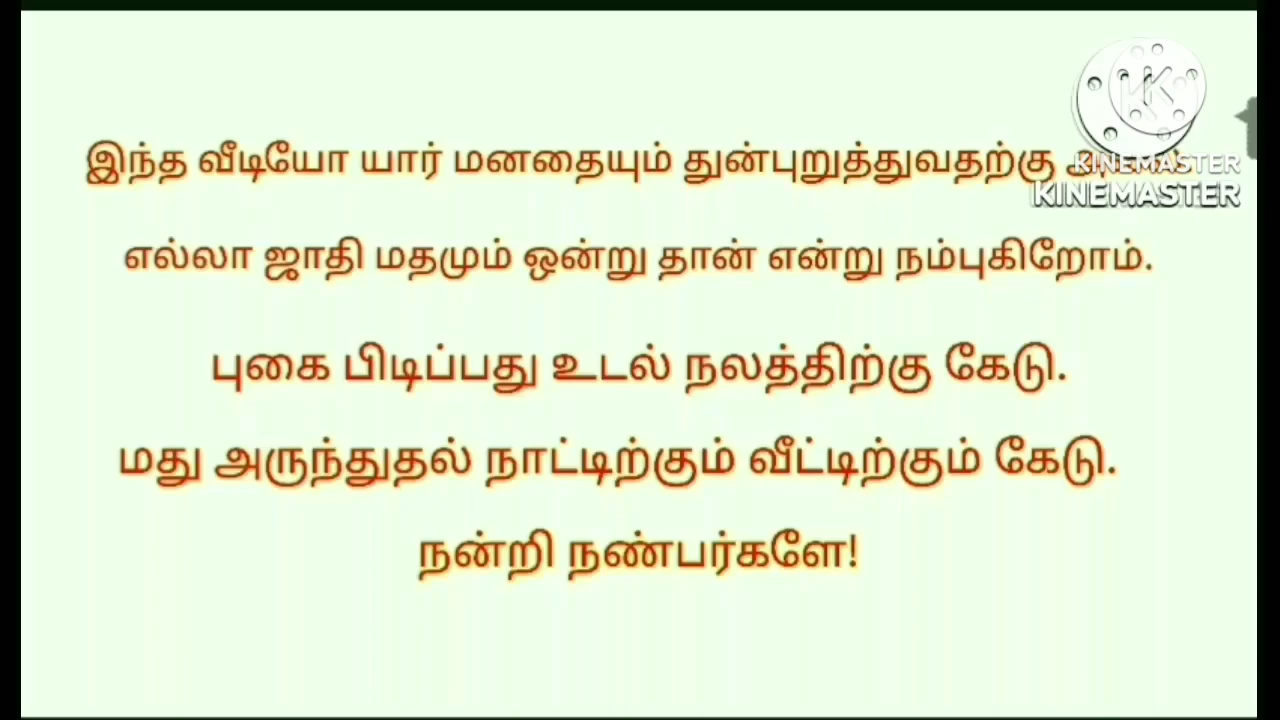 இந்த வீடியோ யார் மனதையும் துன்புறுத்துவதற்கு
எல்லா ஜாதி மதமும் ஒன்று தான் என்று நம்புகிறோம்.
புகை பிடிப்பது உடல் நலத்திற்கு கேடு.
மது அருந்துதல் நாட்டிற்கும் வீட்டிற்கும் கேடு.
நன்றி நண்பர்களே!
KINEMASTER
KINEMASTER